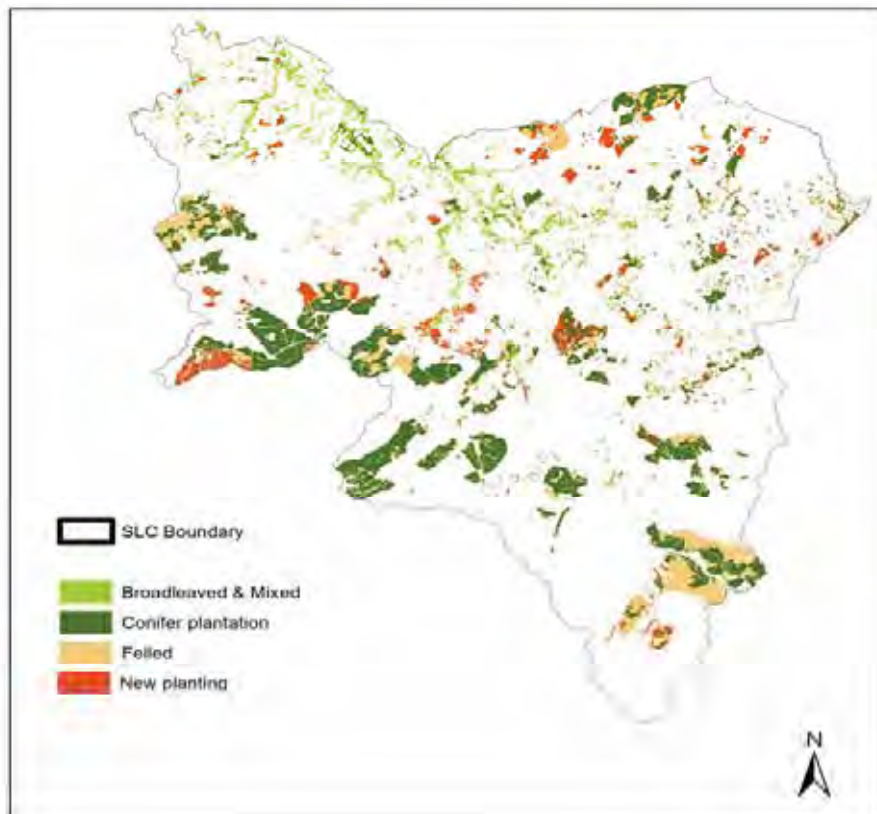 SLC Boundary
Broadleaved & Mixed
Conifer plantation
Felled
New planting
N